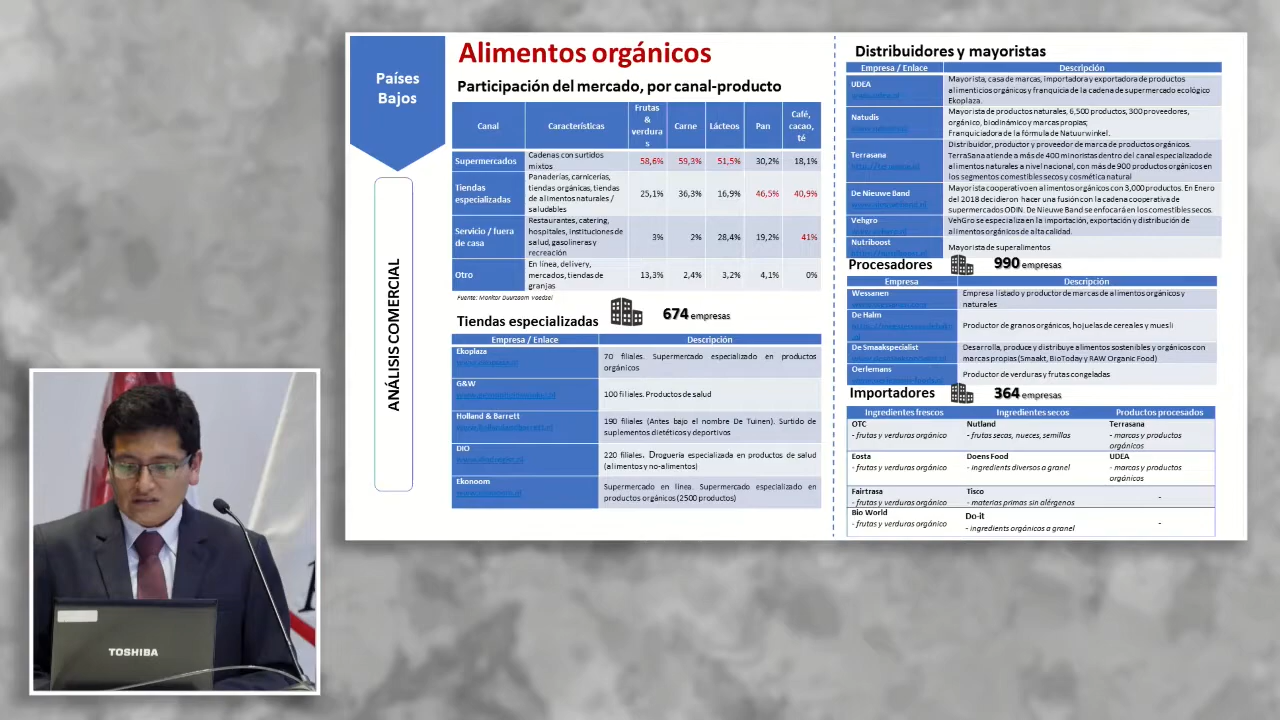 Países
Bajos
ANÁLISIS COMERCIAL
Alimentos orgánicos
Participación del mercado, por canal-producto
Canal
Características
Frutas
&
verdura
s
Carne
Lácteos
Pan
Café,
cacao,
té
Supermercados
Cadenas con surtidos
mixtos
58,6%
59,3%
51,5%
30,2%
18,1%
Tiendas
especializadas
Panaderías, carnicerías,
tiendas orgánicas, tiendas
de alimentos naturales /
saludables
25,1%
36,3%
16,9%
46,5%
40,9%
Servicio / fuera
de casa
Restaurantes, catering,
hospitales, instituciones de
salud, gasolineras y
recreación
3%
2%
28,4%
19,2%
41%
Otro
En línea, delivery,
mercados, tiendas de
granjas
13,3%
2,4%
3,2%
4,1%
0%
Fuente: Monitor Duurzaam Voedsel
Tiendas especializadas
674 empresas
Empresa / Enlace
Descripción
Ekoplaza
70 filiales. Supermercado especializado en productos
orgánicos
G&W
100 filiales. Productos de salud
Holland & Barrett
190 filiales (Antes bajo el nombre De Tuinen). Surtido de
suplementos dietéticos y deportivos
DIO
220 filiales. Droguería especializada en productos de salud
(alimentos y no-alimentos)
Ekonoom
Supermercado en línea. Supermercado especializado en
productos orgánicos (2500 productos)
Distribuidores y mayoristas
Empresa / Enlace
Descripción
UDEA
Mayorista, casa de marcas, importadora y exportadora de productos
alimenticios orgánicos y franquicia de la cadena de supermercado ecológico
Ekoplaza.
Natudis
Mayorista de productos naturales, 6,500 productos, 300 proveedores,
orgánico, biodinámico y marcas propias;
Franquiciadora de la fórmula de Natuurwinkel.
Terrasana
Distribuidor, productor y proveedor de marca de productos orgánicos.
TerraSana atiende a más de 400 minoristas dentro del canal especializado de
alimentos naturales a nivel nacional, con más de 900 productos orgánicos en
los segmentos comestibles secos y cosmética natural
De Nieuwe Band
Mayorista cooperativo en alimentos orgánicos con 3,000 productos. En Enero
del 2018 decidieron hacer una fusión con la cadena cooperativa de
supermercados ODIN. De Nieuwe Band se enfocará en los comestibles secos.
Vehgro
VehGro se especializa en la importación, exportación y distribución de
alimentos orgánicos de alta calidad.
Nutriboost
Mayorista de superalimentos
Procesadores
990 empresas
Empresa
Descripción
Wessanen
Empresa listado y productor de marcas de alimentos orgánicos y
naturales
De Halm
Productor de granos orgánicos, hojuelas de cereales y muesli
De Smaakspecialist
Desarrolla, produce y distribuye alimentos sostenibles y orgánicos con
marcas propias (Smaakt, BioToday y RAW Organic Food)
Oerlemans
Productor de verduras y frutas congeladas
Importadores
364 empresas
Ingredientes frescos
Ingredientes secos
Productos procesados
OTC
- frutas y verduras orgánico
Nutland
- frutas secas, nueces, semillas
Terrasana
- marcas y productos
orgánicos
Eosta
- frutas y verduras orgánico
Doens Food
- ingredients diversos a granel
UDEA
- marcas y productos
orgánicos
Fairtrasa
- frutas y verduras orgánico
Tisco
- materias primas sin alérgenos
-
Bio World
- frutas y verduras orgánico
Do-it
- ingredients orgánicos a granel
-
TOSHIBA